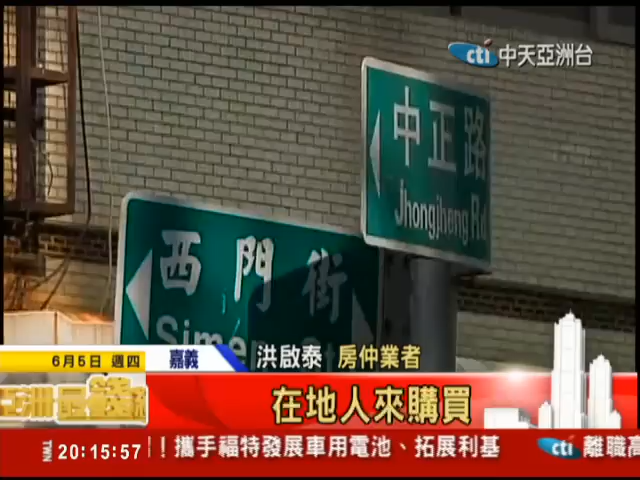 cti 中天亞洲台
中正路
Jhongjheng Rd
西門街
6月5日 週四
嘉義
洪啟泰 房仲業者
在地人來購買
TWN 20:15:57
!攜手福特發展車用電池、拓展利基
cti 離職高